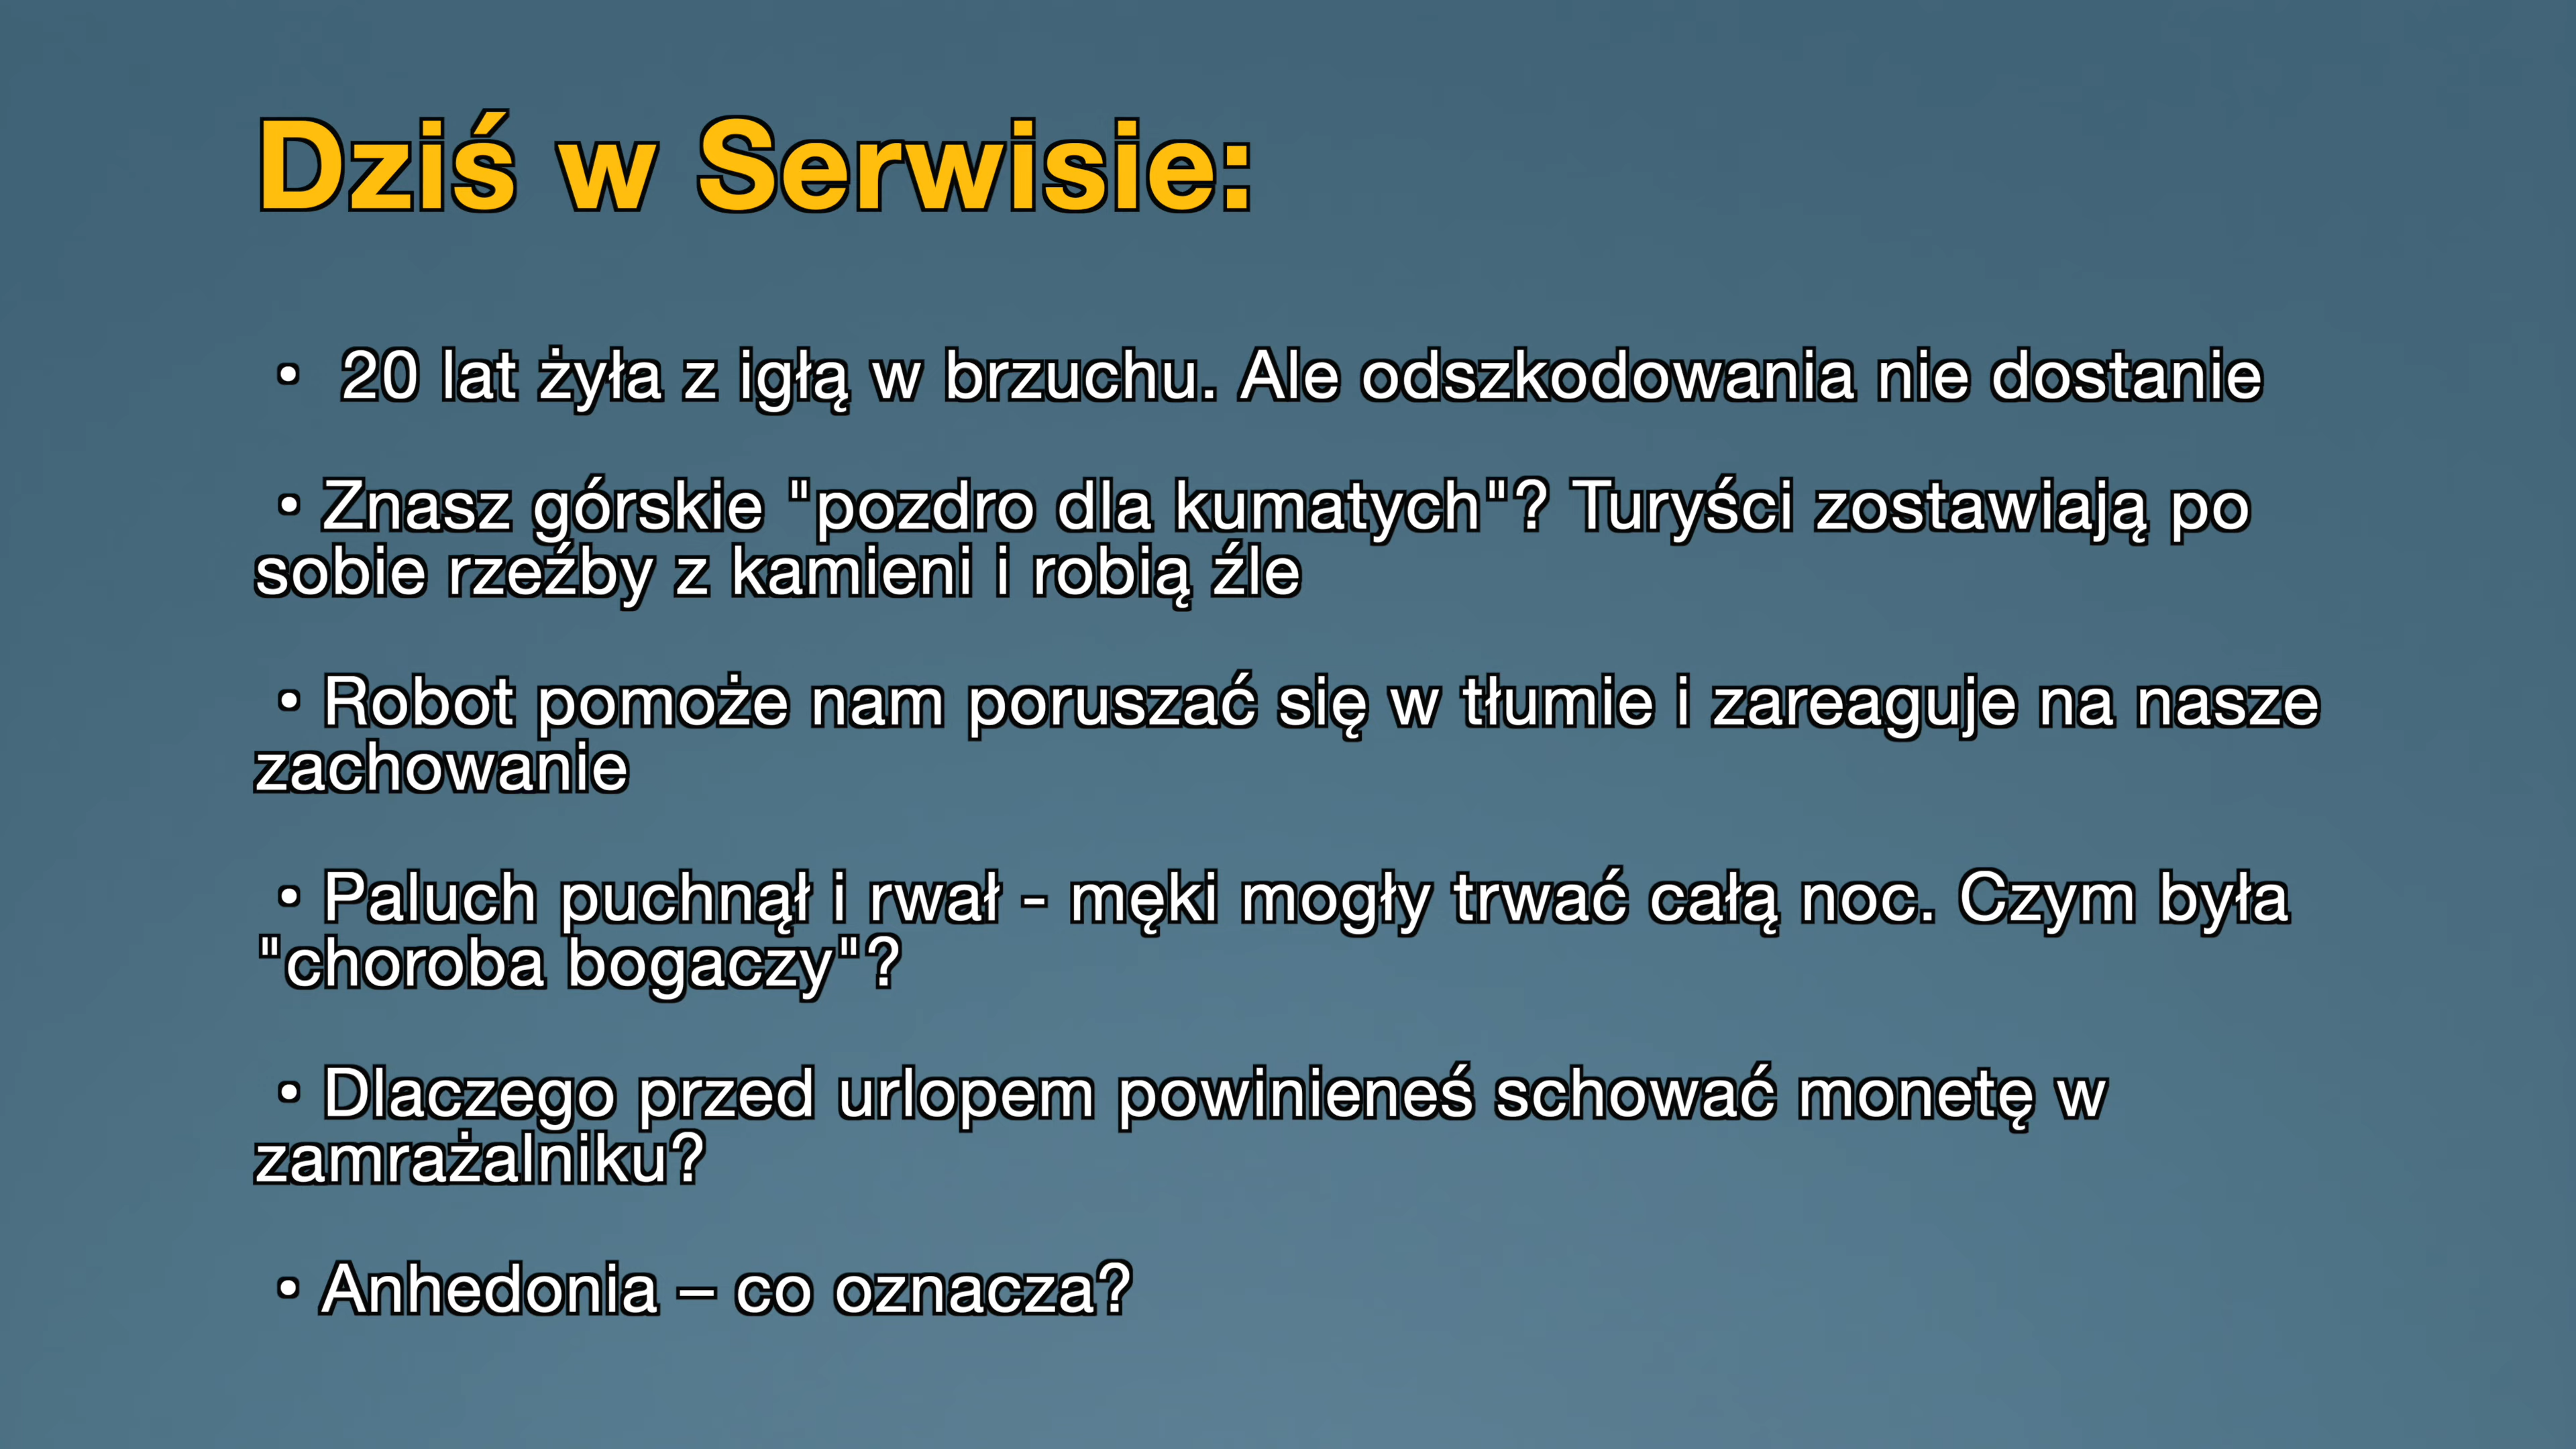 Dziś w Serwisie:
• 20 lat żyła z igłą w brzuchu. Ale odszkodowania nie dostanie
• Znasz górskie "pozdro dla kumatych"? Turyści zostawiają po
sobie rzeźby z kamieni i robią źle
• Robot pomoże nam poruszać się w tłumie i zareaguje na nasze
zachowanie
• Paluch puchnął i rwał - męki mogły trwać całą noc. Czym była
"choroba bogaczy"?
• Dlaczego przed urlopem powinieneś schować monetę w
zamrażalniku?
• Anhedonia – co oznacza?